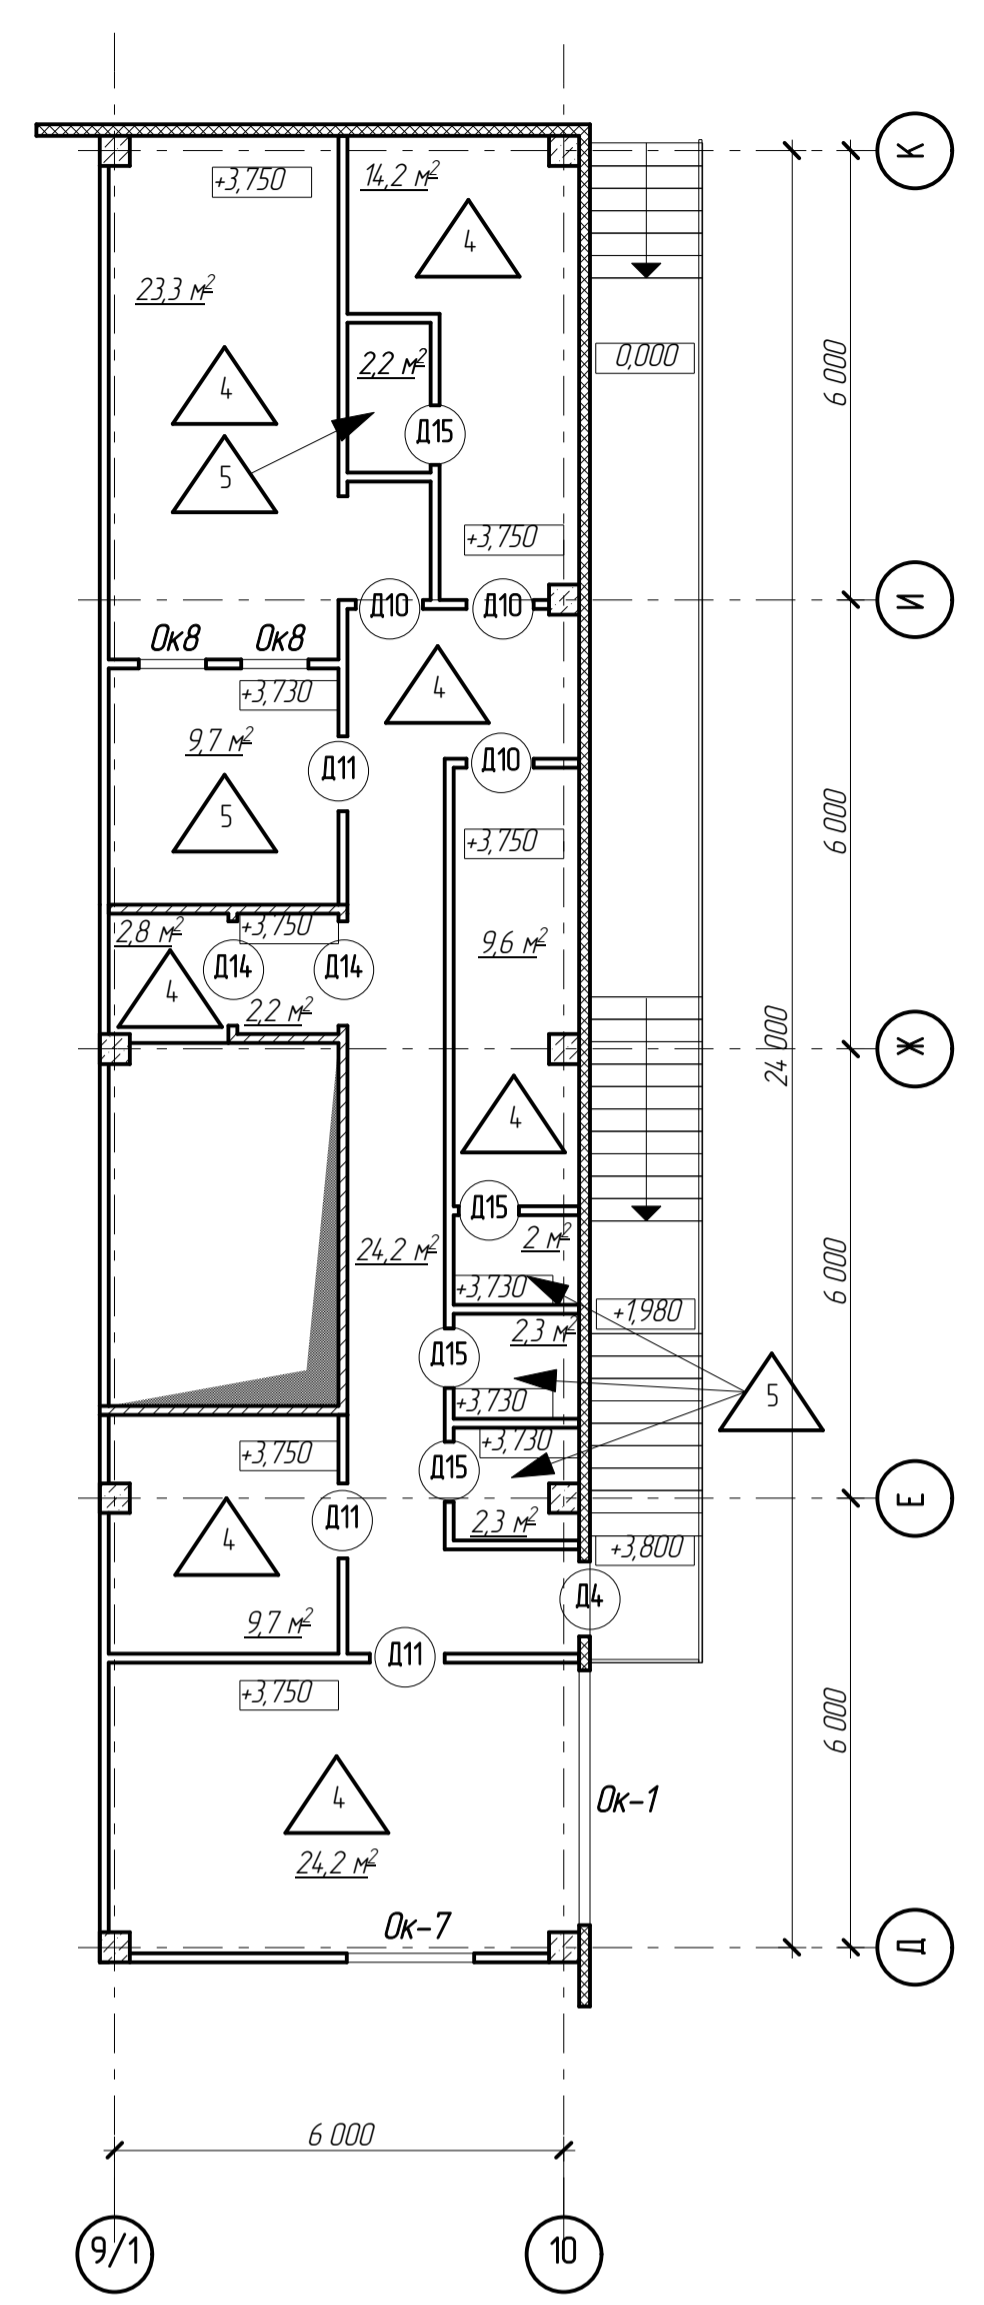 К
+3,750
14,2 м²
4
23,3 м²
0,000
6 000
2,2 м²
4
Д15
5
+3,750
Д10
Д10
И
Ок8
Ок8
+3,730
4
9,7 м²
Д10
Д11
6 000
5
+3,750
+3,750
2,8 м²
9,6 м²
Д14
Д14
4
2,2 м²
24 000
Ж
4
Д15
24,2 м²
2 м²
6 000
+3,730
+1,980
2,3 м²
Д15
5
+3,730
+3,730
+3,750
Д15
Е
Д11
2,3 м²
4
+3,800
Д4
9,7 м²
Д11
+3,750
6 000
4
Ок-1
24,2 м²
Ок-7
Д
6 000
9/1
10